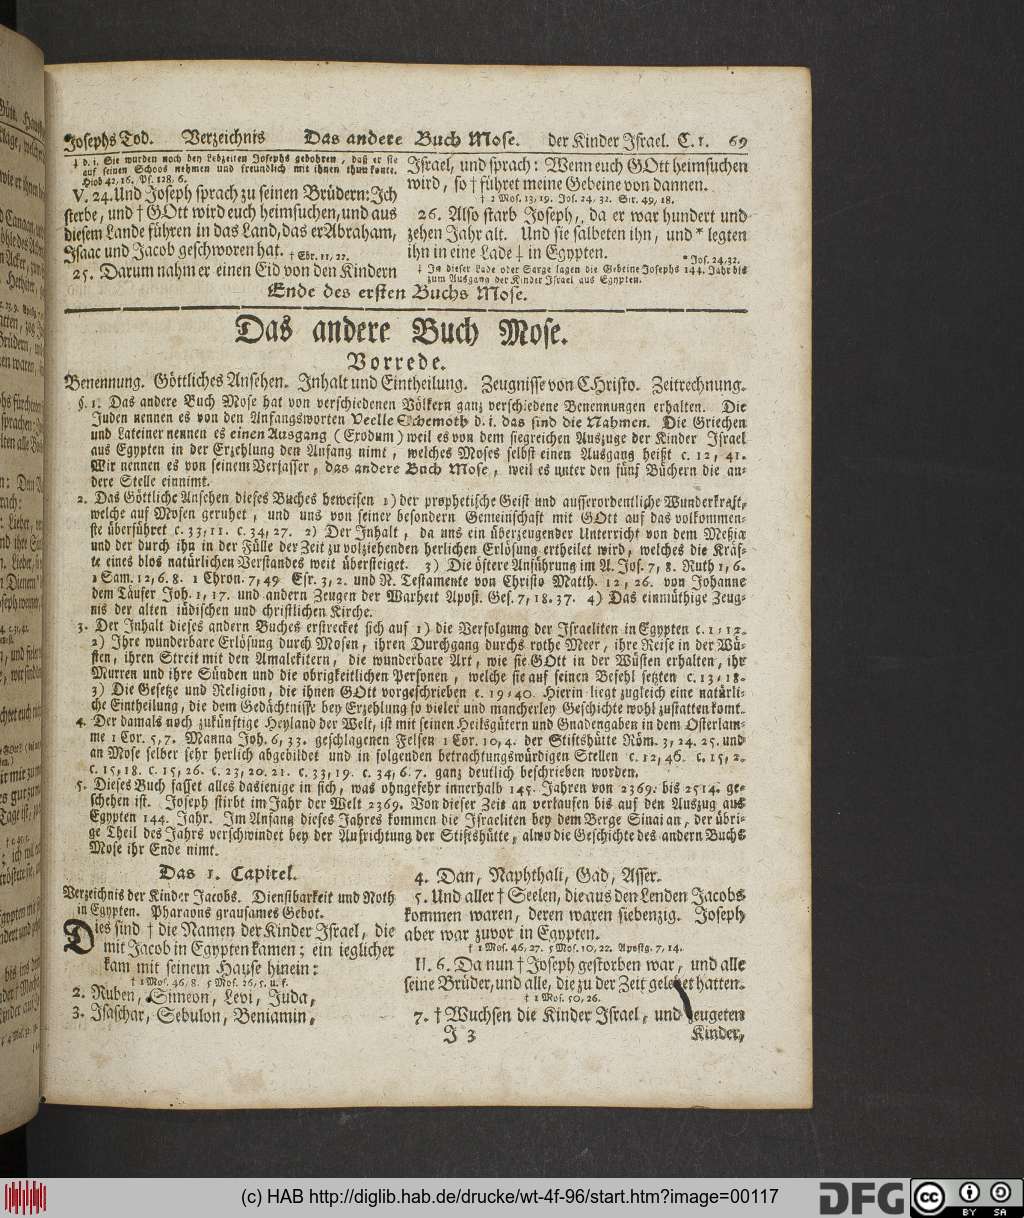 Josephs Tod. Verzeichnis Das andere Buch Mose. der Kinder Israel. C. 1. 69
‡ d. i. Sie wurden noch bey Lebzeiten Josephs gebohren, daß er sie
auf seinen Schoos nehmen und freundlich mit ihnen thun konte.
Hiob 42, 16. Ps. 128, 6.
V. 24. Und Joseph sprach zu seinen Brüdern: Jch
sterbe, und † GOtt wird euch heimsuchen, und aus
diesem Lande führen in das Land, das er Abraham,
Isaac und Jacob geschworen hat. † Ebr. 11, 22.
25. Darum nahm er einen Eid von den Kindern
Israel, und sprach: Wenn euch GOtt heimsuchen
wird, so † führet meine Gebeine von dannen.
† 2 Mos. 13, 19. Jos. 24, 32. Sir. 49, 18.
26. Also starb Joseph, da er war hundert und
zehen Jahr alt. Und sie salbeten ihn, und * legten
ihn in eine Lade ‡ in Egypten. * Jos. 24, 32.
‡ In dieser Lade oder Sarge lagen die Gebeine Josephs 144. Jahr bis
zum Ausgang der Kinder Israel aus Egypten.
Ende des ersten Buchs Mose.
Das andere Buch Mose.
Vorrede.
Benennung. Göttliches Ansehen. Inhalt und Eintheilung. Zeugnisse von CHristo. Zeitrechnung.
§. 1. Das andere Buch Mose hat von verschiedenen Völkern ganz verschiedene Benennungen erhalten. Die
Juden nennen es von den Anfangsworten Veelle Schemoth d. i. das sind die Nahmen. Die Griechen
und Lateiner nennen es einen Ausgang (Exodum) weil es von dem siegreichen Auszuge der Kinder Israel
aus Egypten in der Erzehlung den Anfang nimt, welches Moses selbst einen Ausgang heißt c. 12, 41.
Wir nennen es von seinem Verfasser, das andere Buch Mose, weil es unter den fünf Büchern die an-
dere Stelle einnimt.
2. Das Göttliche Ansehen dieses Buches beweisen 1) der prophetische Geist und ausserordentliche Wunderkraft,
welche auf Mosen geruhet, und uns von seiner besondern Gemeinschaft mit GOtt auf das volkommen-
ste überführet c. 33, 11. c. 34, 27. 2) Der Inhalt, da uns ein überzeugender Unterricht von dem Meßia
und der durch ihn in der Fülle der Zeit zu volziehenden herlichen Erlösung ertheilet wird, welches die Kräf-
te eines blos natürlichen Verstandes weit übersteiget. 3) Die öftere Anführung im A. Jos. 7, 8. Ruth 1, 6.
1 Sam. 12, 6. 8. 1 Chron. 7, 49. Esr. 3, 2. und N. Testamente von Christo Matth. 12, 26. von Johanne
dem Täufer Joh. 1, 17. und andern Zeugen der Warheit Apost. Ges. 7, 18. 37. 4) Das einmüthige Zeug-
nis der alten jüdischen und christlichen Kirche.
3. Der Inhalt dieses andern Buches erstrecket sich auf 1) die Verfolgung der Israeliten in Egypten c. 1-12.
2) Ihre wunderbare Erlösung durch Mosen, ihren Durchgang durchs rothe Meer, ihre Reise in der Wü-
sten, ihren Streit mit den Amalekitern, die wunderbare Art, wie sie GOtt in der Wüsten erhalten, ihr
Murren und ihre Sünden und die obrigkeitlichen Personen, welche sie auf seinen Befehl setzten c. 13-18.
3) Die Gesetze und Religion, die ihnen GOtt vorgeschrieben c. 19-40. Hierin liegt zugleich eine natürli-
che Eintheilung, die dem Gedächtnisse bey Erzehlung so vieler und mancherley Geschichte wohl zustatten komt.
4. Der damals noch zukünftige Heyland der Welt, ist mit seinen Heilsgütern und Gnadengaben in dem Osterlam-
me 1 Cor. 5, 7. Manna Joh. 6, 33. geschlagenen Felsen 1 Cor. 10, 4. der Stiftshütte Röm. 3, 24. 25. und
an Mose selber sehr herlich abgebildet und in folgenden betrachtungswürdigen Stellen c. 12, 46. c. 15, 2.
c. 15, 18. c. 15, 26. c. 23, 20. 21. c. 33, 19. c. 34, 6. 7. ganz deutlich beschrieben worden.
5. Dieses Buch fasset alles dasjenige in sich, was ohngefehr innerhalb 145. Jahren von 2369. bis 2514. ge-
schehen ist. Joseph stirbt im Jahr der Welt 2369. Von dieser Zeit an verlaufen bis auf den Auszug aus
Egypten 144. Jahr. Im Anfang dieses Jahres kommen die Israeliten bey dem Berge Sinai an, der übri-
ge Theil des Jahrs verschwindet bey der Aufrichtung der Stiftshütte, alwo die Geschichte des andern Buchs
Mose ihr Ende nimt.
Das 1. Capitel.
Verzeichnis der Kinder Jacobs. Dienstbarkeit und Noth
in Egypten. Pharaons grausames Gebot.
Dies sind † die Namen der Kinder Israel, die
mit Jacob in Egypten kamen; ein ieglicher
kam mit seinem Hause hinein:
† 1 Mos. 46, 8. 5 Mos. 26, 5. u. f.
2. Ruben, Simeon, Levi, Juda,
3. Isaschar, Sebulon, Benjamin,
4. Dan, Naphthali, Gad, Asser.
5. Und aller † Seelen, die aus den Lenden Jacobs
kommen waren, deren waren siebenzig. Joseph
aber war zuvor in Egypten.
† 1 Mos. 46, 27. 5 Mos. 10, 22. Apostg. 7, 14.
II. 6. Da nun † Joseph gestorben war, und alle
seine Brüder, und alle, die zu der Zeit gelebet hatten.
† 1 Mos. 50, 26.
7. † Wuchsen die Kinder Israel, und zeugeten
J 3 Kinder,
(c) HAB http://diglib.hab.de/drucke/wt-4f-96/start.htm?image=00117
DFG
cc BY SA